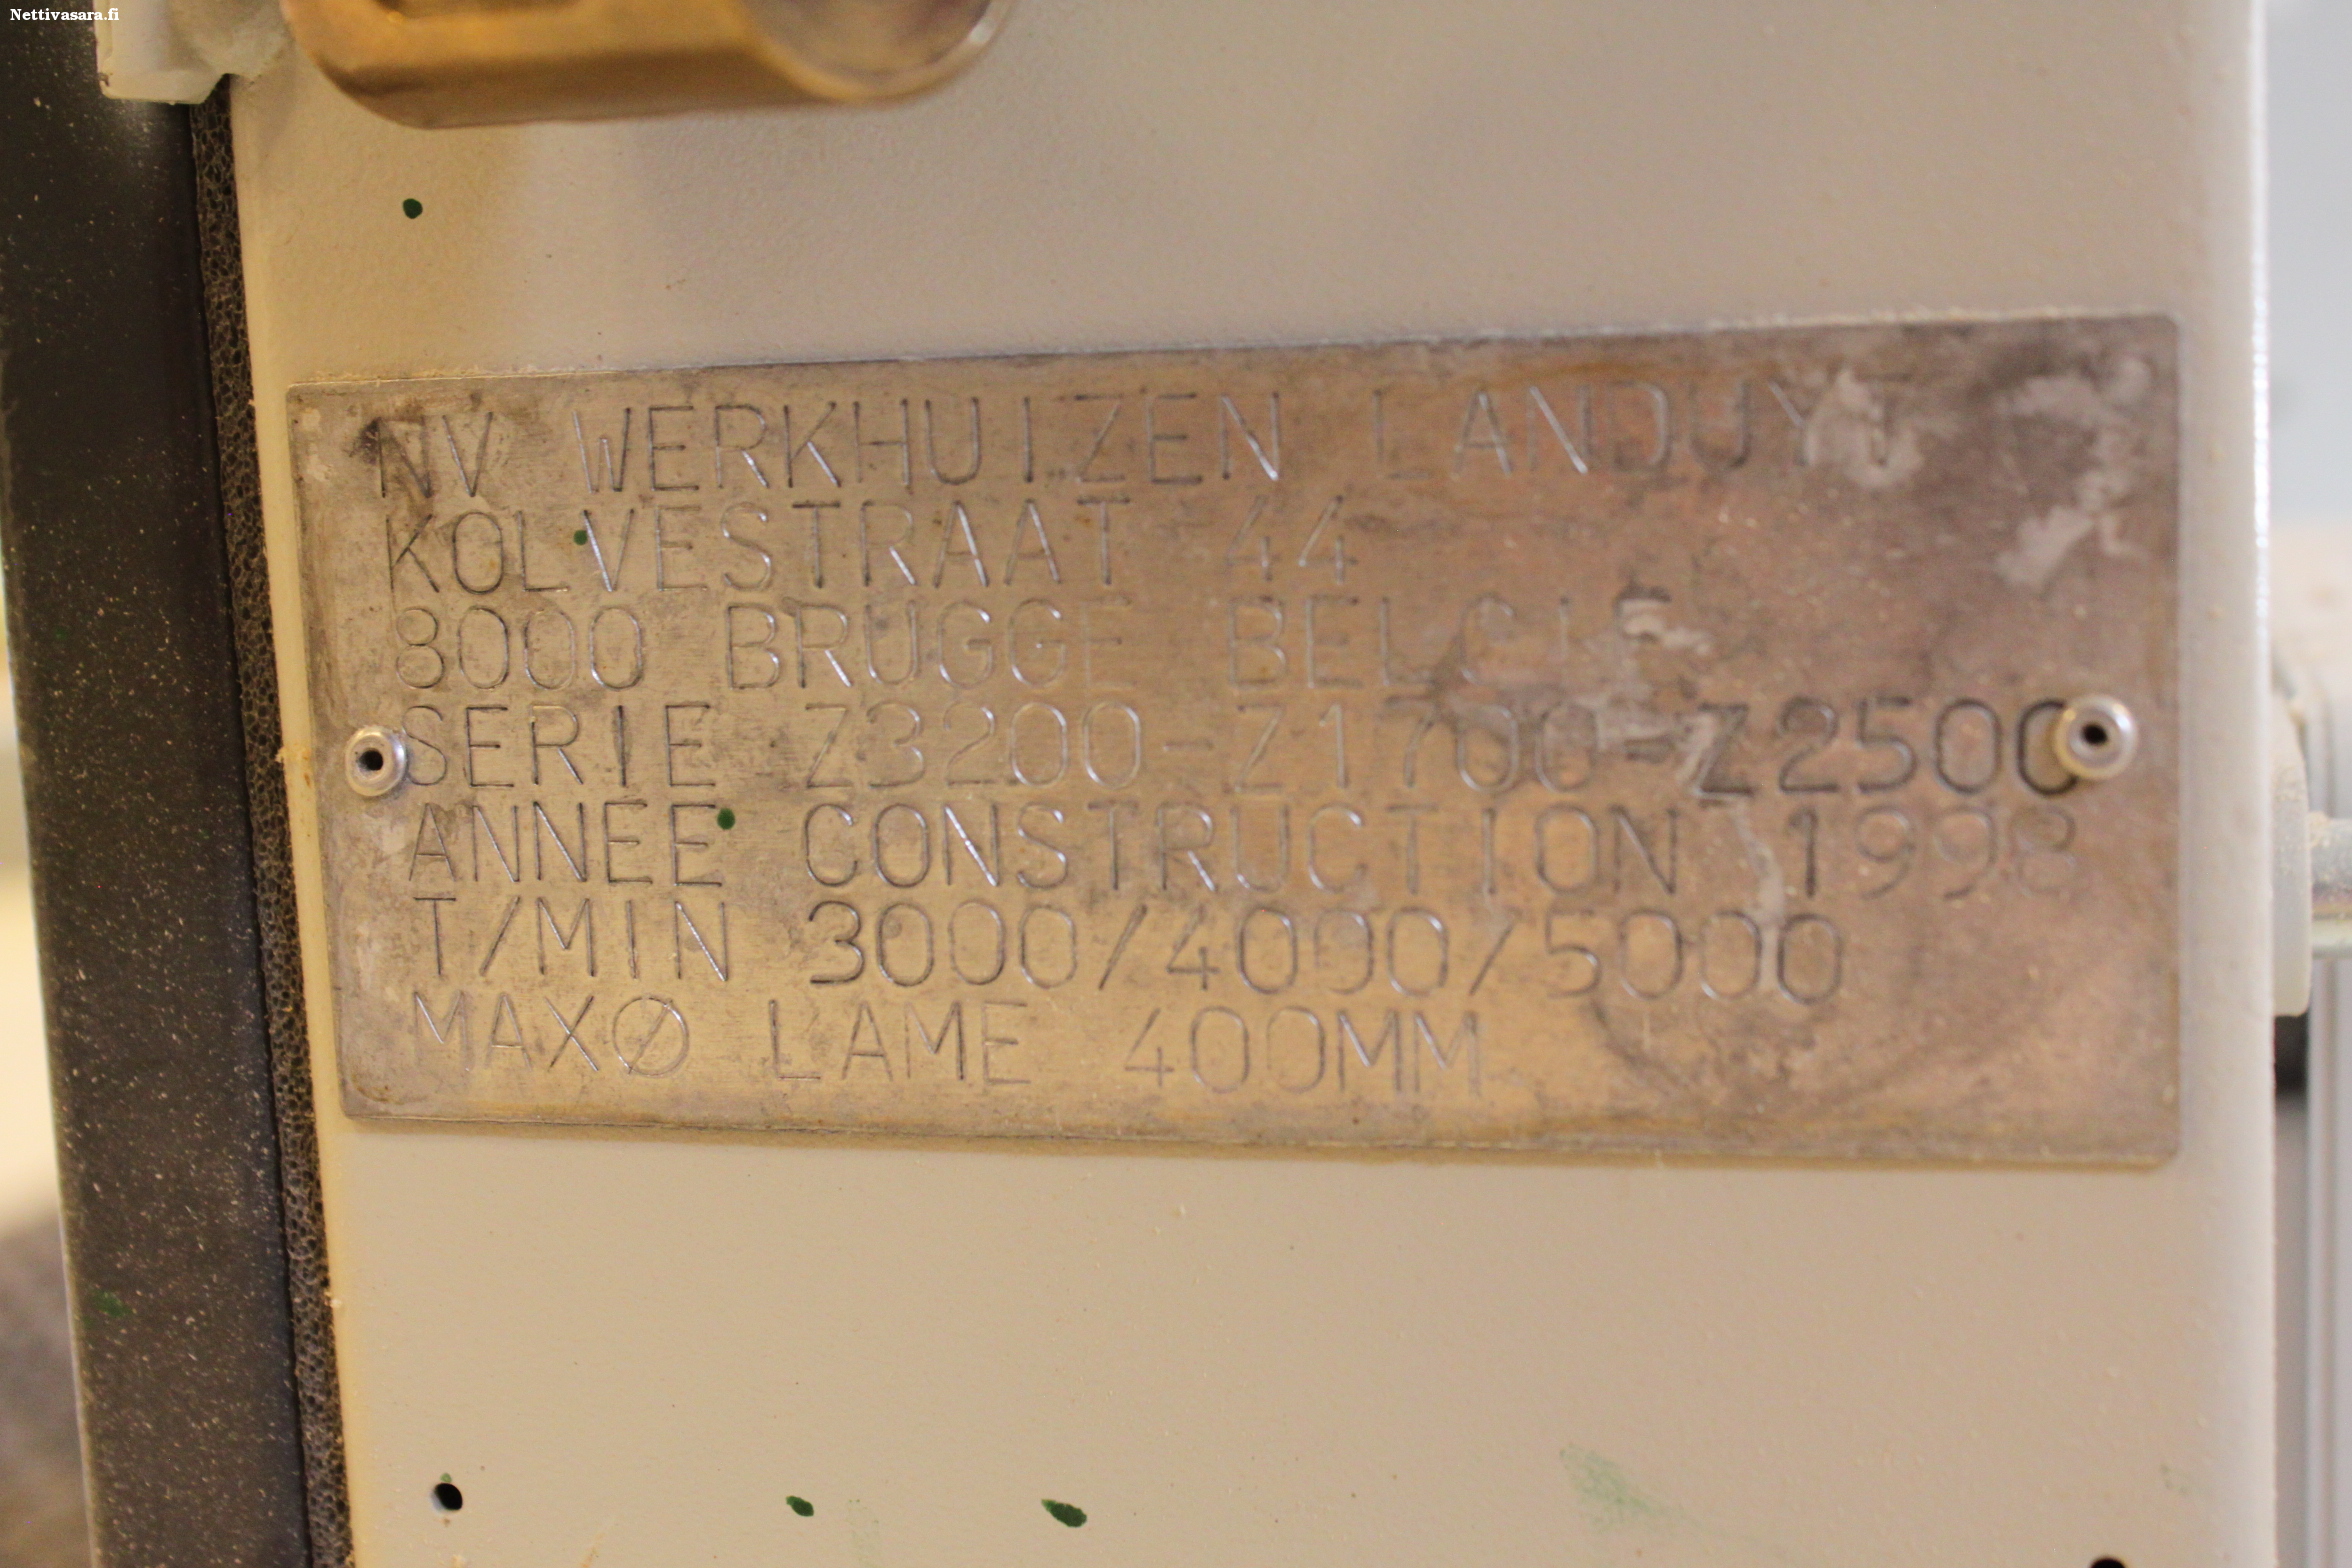 Nettivasara.fi
NV WERKHUIZEN LANDUYT
KOLVESTRAAT 44
8000 BRUGGE BELGIE
SERIE Z3200-Z1700-Z2500
ANNEE CONSTRUCTION 1998
T/MIN 3000/4000/5000
MAXØ LAME 400MM